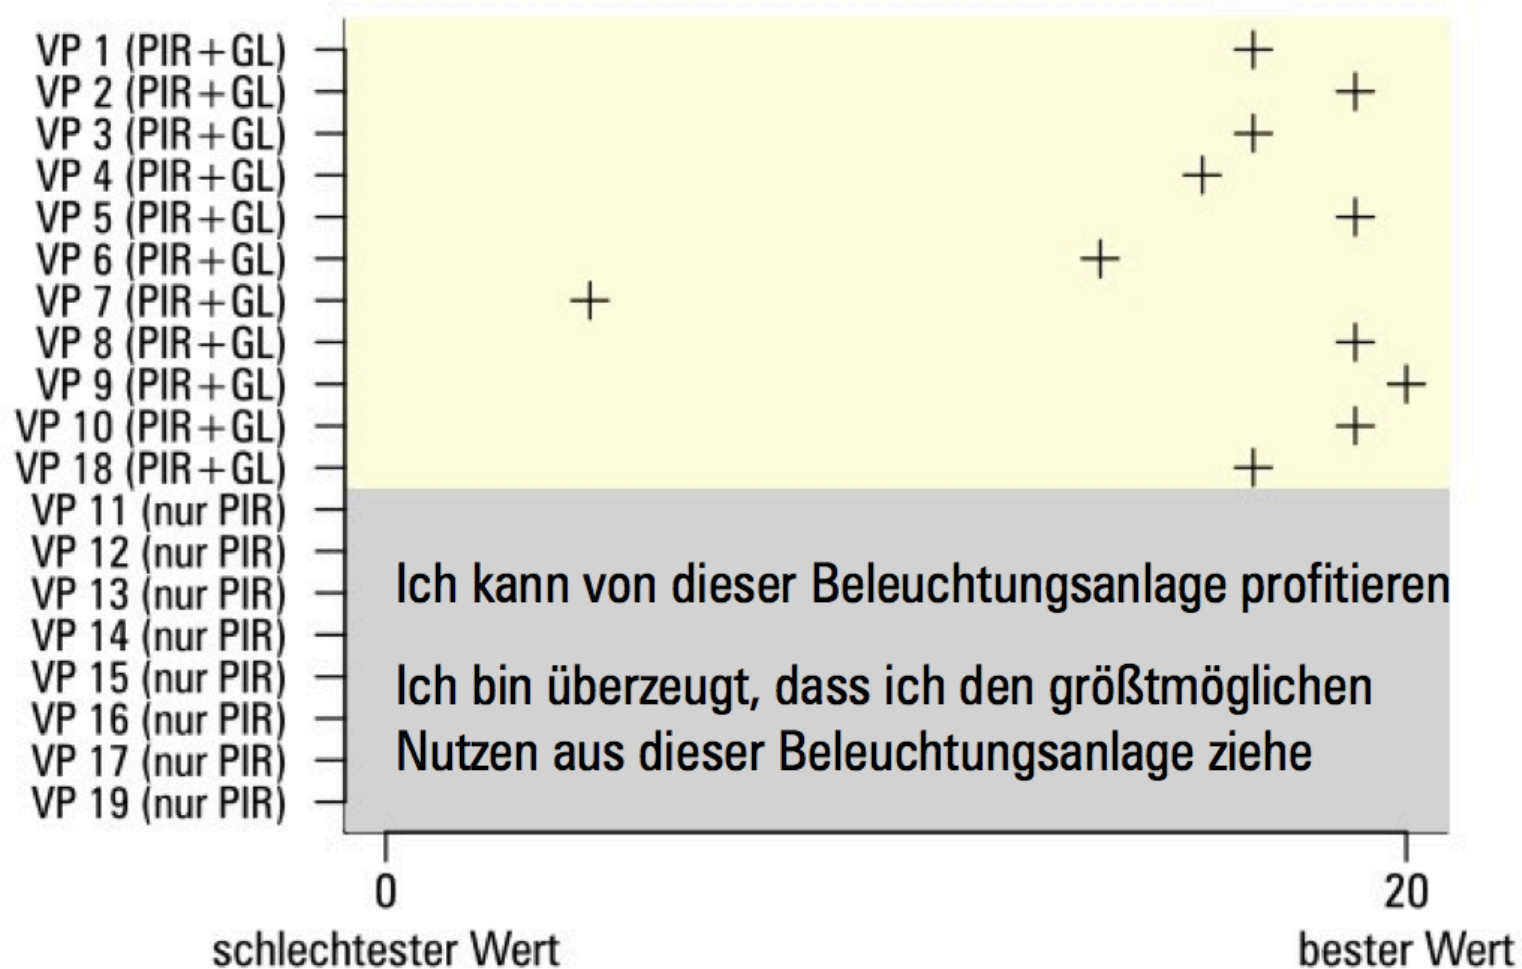 VP 1 (PIR+GL)
VP 2 (PIR+GL)
VP 3 (PIR+GL)
VP 4 (PIR+GL)
VP 5 (PIR+GL)
VP 6 (PIR+GL)
VP 7 (PIR+GL)
VP 8 (PIR+GL)
VP 9 (PIR+GL)
VP 10 (PIR+GL)
VP 18 (PIR+GL)
VP 11 (nur PIR)
VP 12 (nur PIR)
VP 13 (nur PIR)
VP 14 (nur PIR)
VP 15 (nur PIR)
VP 16 (nur PIR)
VP 17 (nur PIR)
VP 19 (nur PIR)
Ich kann von dieser Beleuchtungsanlage profitieren
Ich bin überzeugt, dass ich den größtmöglichen
Nutzen aus dieser Beleuchtungsanlage ziehe
0 20
schlechtester Wert bester Wert